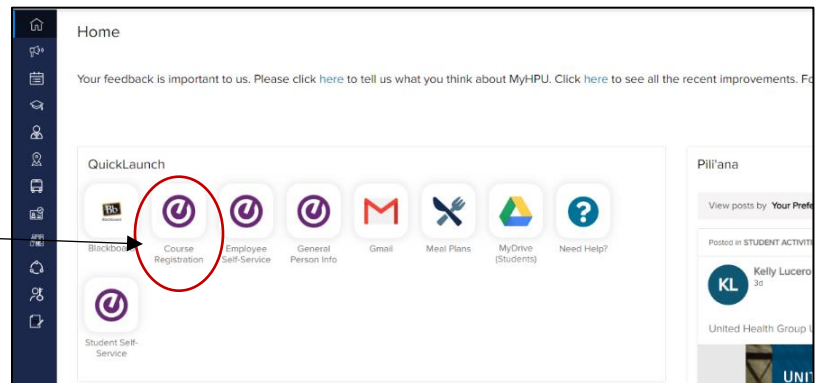 Home
Your feedback is important to us. Please click here to tell us what you think about MyHPU. Click here to see all the recent improvements.
QuickLaunch
Bb
Blackboard
Course
Registration
Employee
Self-Service
General
Person Info
Gmail
Meal Plans
MyDrive
(Students)
Need Help?
Student Self-
Service
Pili'ana
View posts by Your
Posted in STUDENT
KL
Kelly Lucero
3d
United Health Group